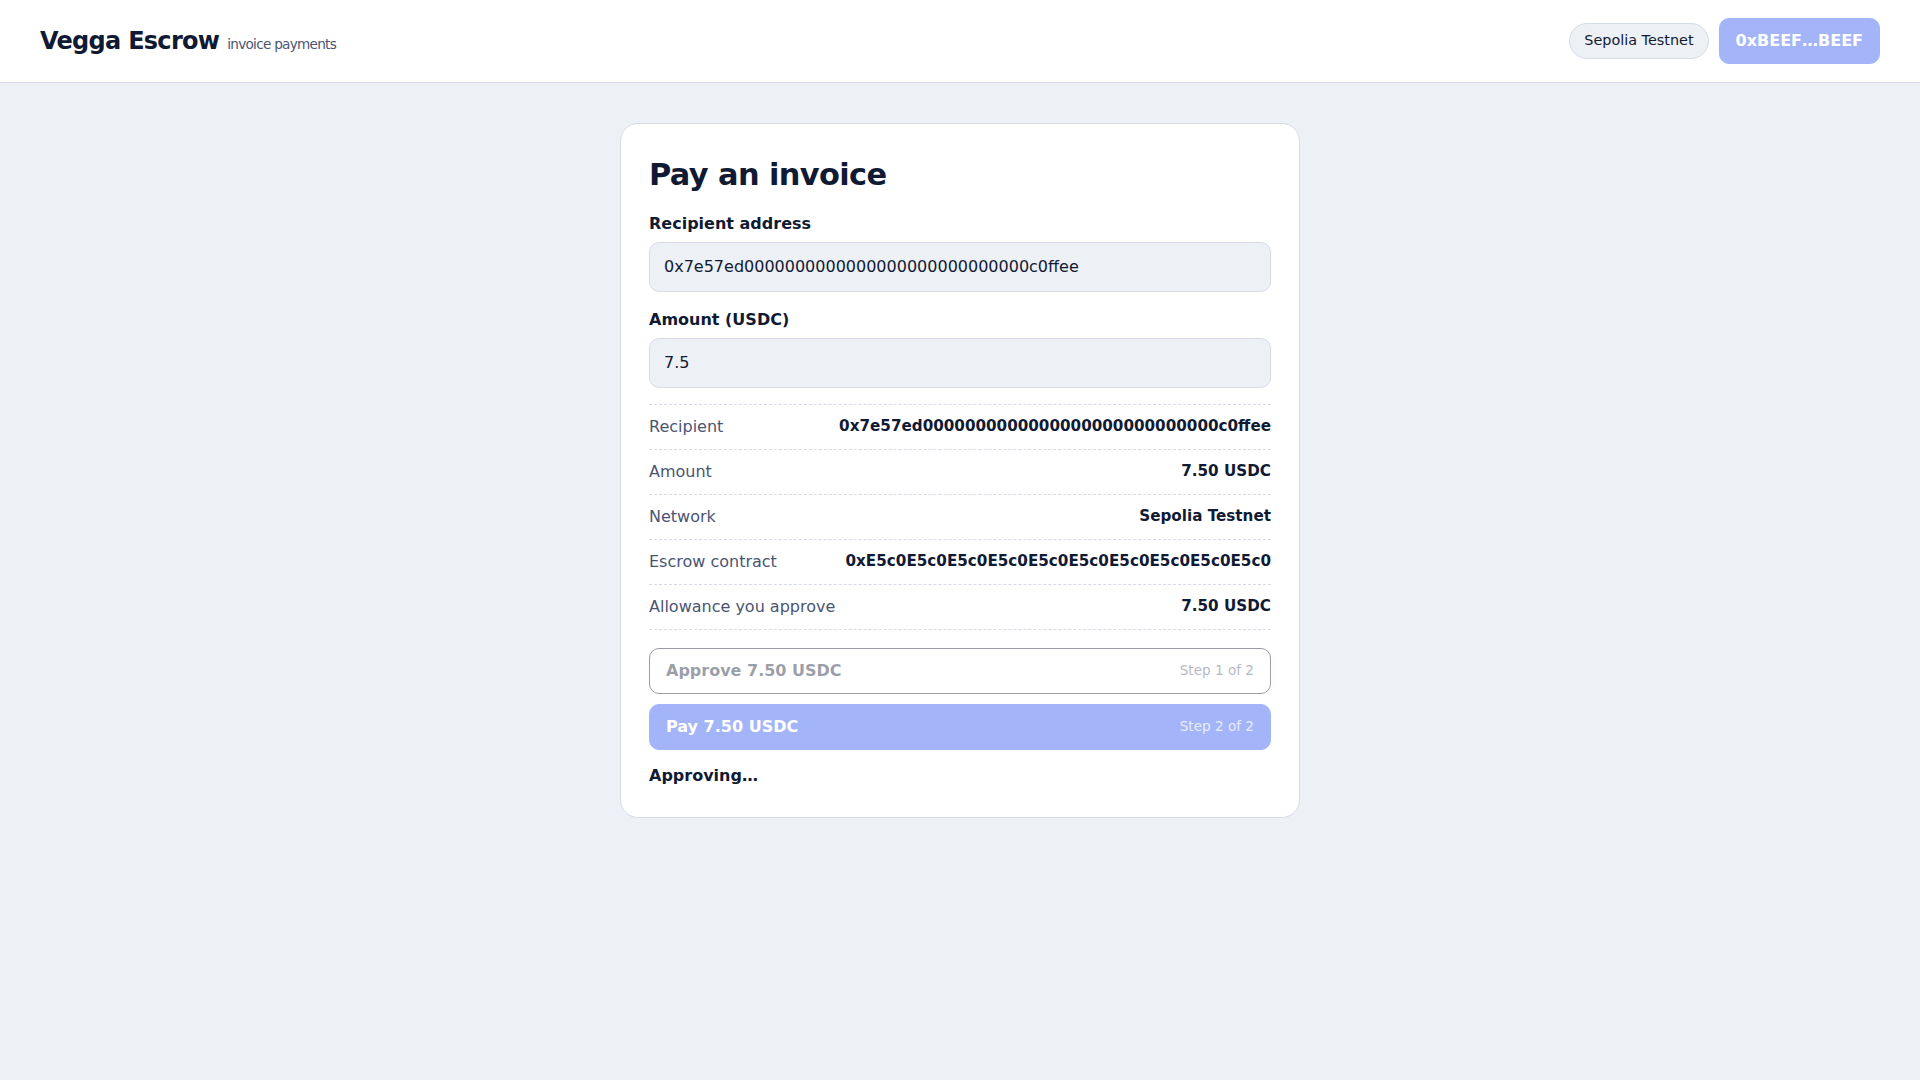 Vegga Escrow invoice payments
Sepolia Testnet
0xBEEF…BEEF
Pay an invoice
Recipient address
0x7e57ed0000000000000000000000000000c0ffee
Amount (USDC)
7.5
Recipient 0x7e57ed0000000000000000000000000000c0ffee
Amount 7.50 USDC
Network Sepolia Testnet
Escrow contract 0xE5c0E5c0E5c0E5c0E5c0E5c0E5c0E5c0E5c0E5c0
Allowance you approve 7.50 USDC
Approve 7.50 USDC Step 1 of 2
Pay 7.50 USDC Step 2 of 2
Approving…